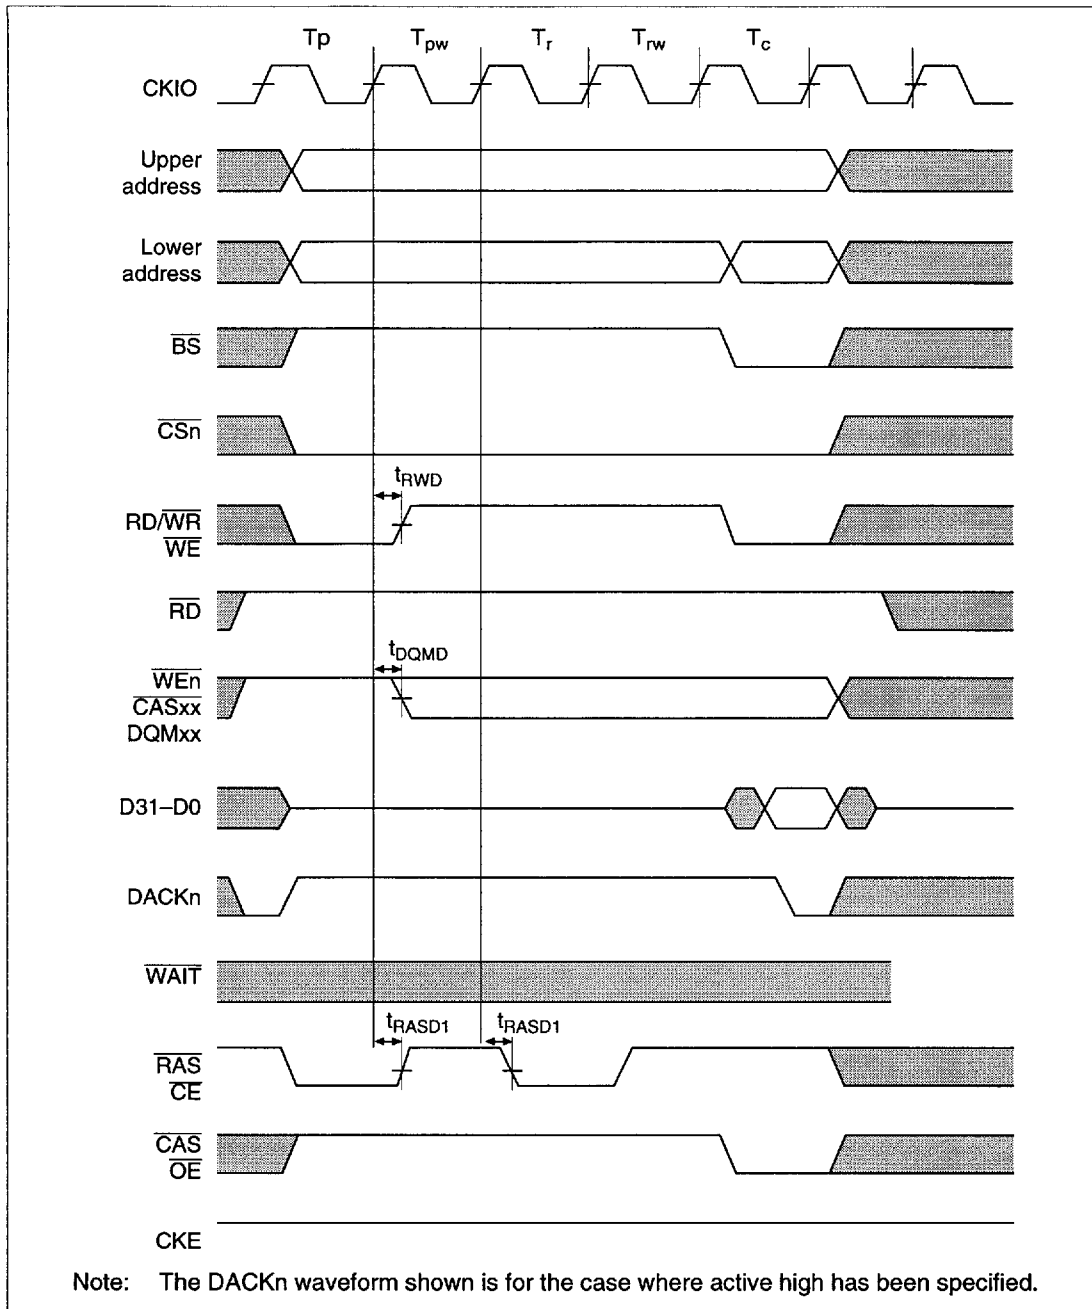 Tp Tpw Tr Trw Tc
CKIO
Upper
address
Lower
address
BS
CSn
tRWD
RD/WR
WE
RD
tDQMD
WEn
CASxx
DQMxx
D31–D0
DACKn
WAIT
tRASD1 tRASD1
RAS
CE
CAS
OE
CKE
Note: The DACKn waveform shown is for the case where active high has been specified.